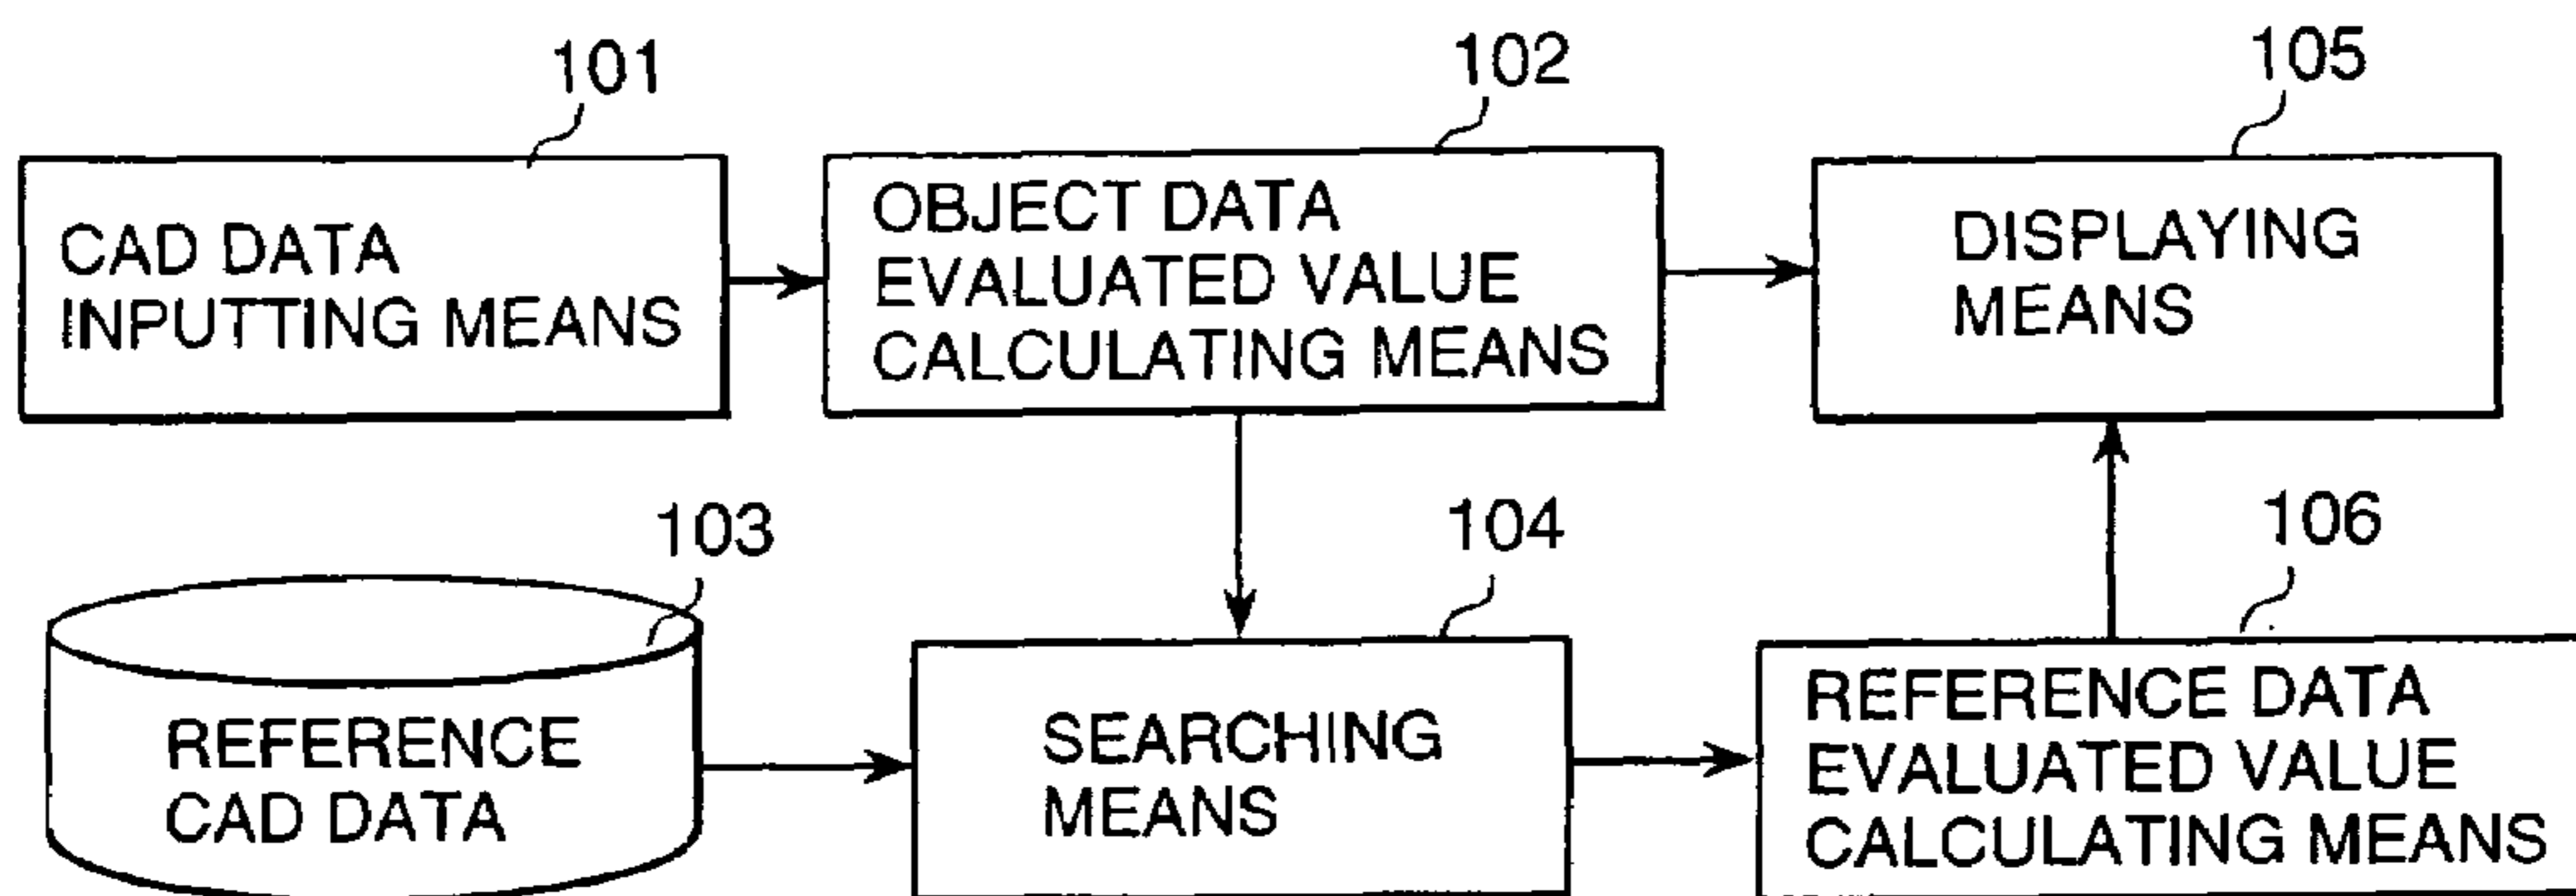 101
CAD DATA
INPUTTING MEANS
102
OBJECT DATA
EVALUATED VALUE
CALCULATING MEANS
105
DISPLAYING
MEANS
103
REFERENCE
CAD DATA
104
SEARCHING
MEANS
106
REFERENCE DATA
EVALUATED VALUE
CALCULATING MEANS